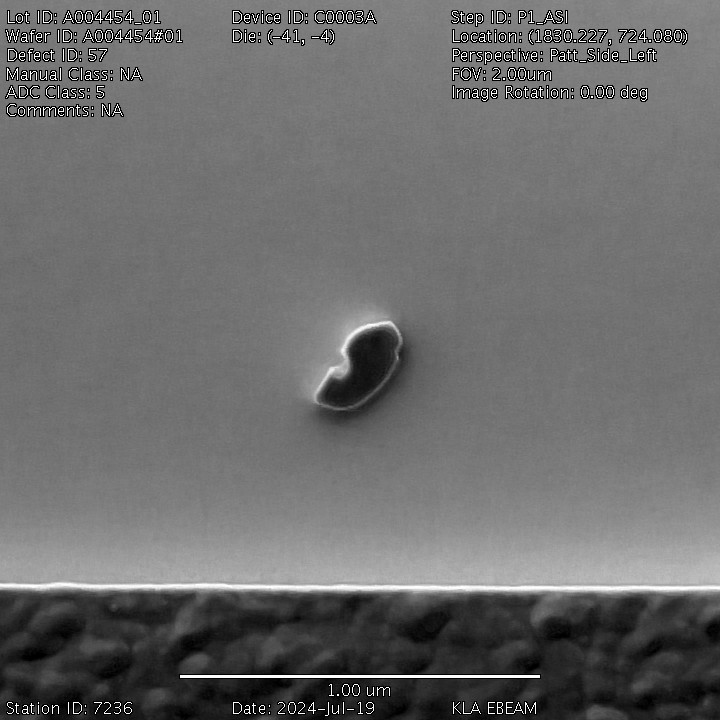 Lot ID: A004454_01 Device ID: C0003A Step ID: P1_ASI
Wafer ID: A004454#01 Die: (-41, -4) Location: (1830.227, 724.080)
Defect ID: 57 Perspective: Patt_Side_Left
Manual Class: NA FOV: 2.00um
ADC Class: 5 Image Rotation: 0.00 deg
Comments: NA
1.00 um
Station ID: 7236 Date: 2024-Jul-19 KLA EBEAM